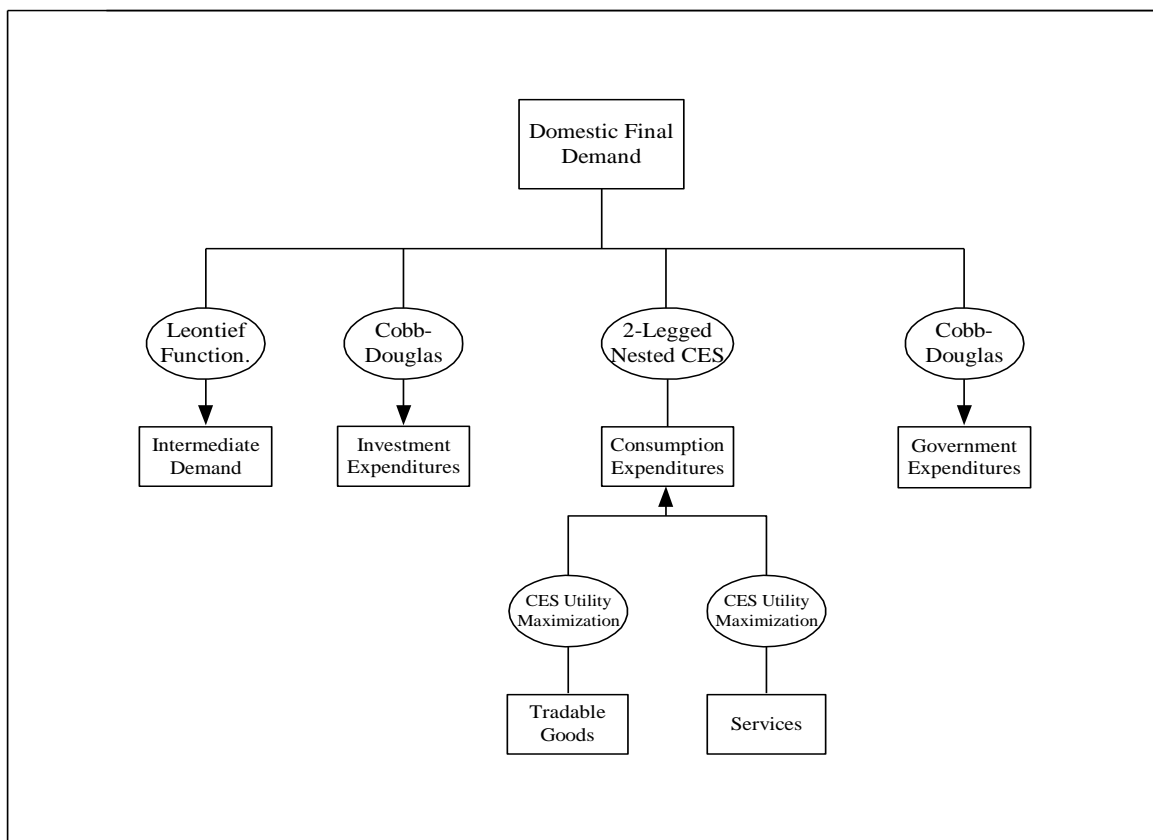 Domestic Final
Demand
Leontief
Function.
Cobb-
Douglas
2-Legged
Nested CES
Cobb-
Douglas
Intermediate
Demand
Investment
Expenditures
Consumption
Expenditures
Government
Expenditures
CES Utility
Maximization
CES Utility
Maximization
Tradable
Goods
Services